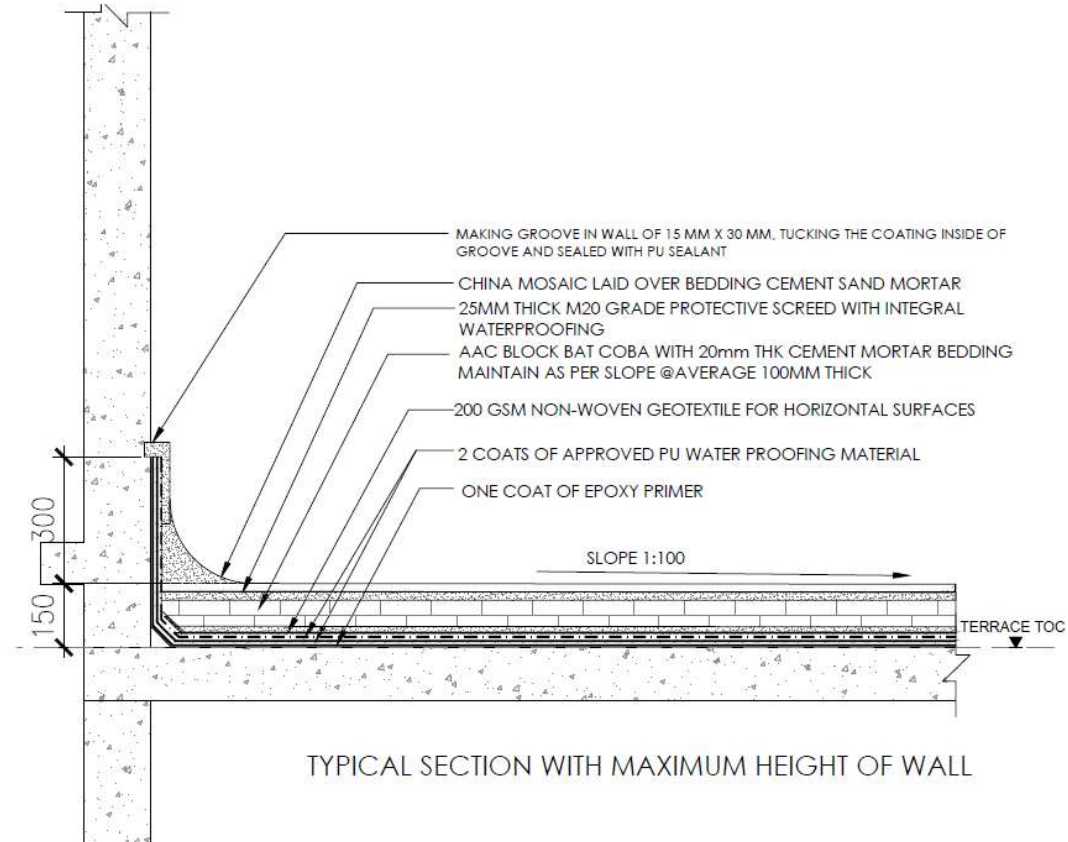 MAKING GROOVE IN WALL OF 15 MM X 30 MM, TUCKING THE COATING INSIDE OF
GROOVE AND SEALED WITH PU SEALANT
CHINA MOSAIC LAID OVER BEDDING CEMENT SAND MORTAR
25MM THICK M20 GRADE PROTECTIVE SCREED WITH INTEGRAL
WATERPROOFING
AAC BLOCK BAT COBA WITH 20mm THK CEMENT MORTAR BEDDING
MAINTAIN AS PER SLOPE @AVERAGE 100MM THICK
200 GSM NON-WOVEN GEOTEXTILE FOR HORIZONTAL SURFACES
2 COATS OF APPROVED PU WATER PROOFING MATERIAL
ONE COAT OF EPOXY PRIMER
300
SLOPE 1:100
150
TERRACE TOC
TYPICAL SECTION WITH MAXIMUM HEIGHT OF WALL